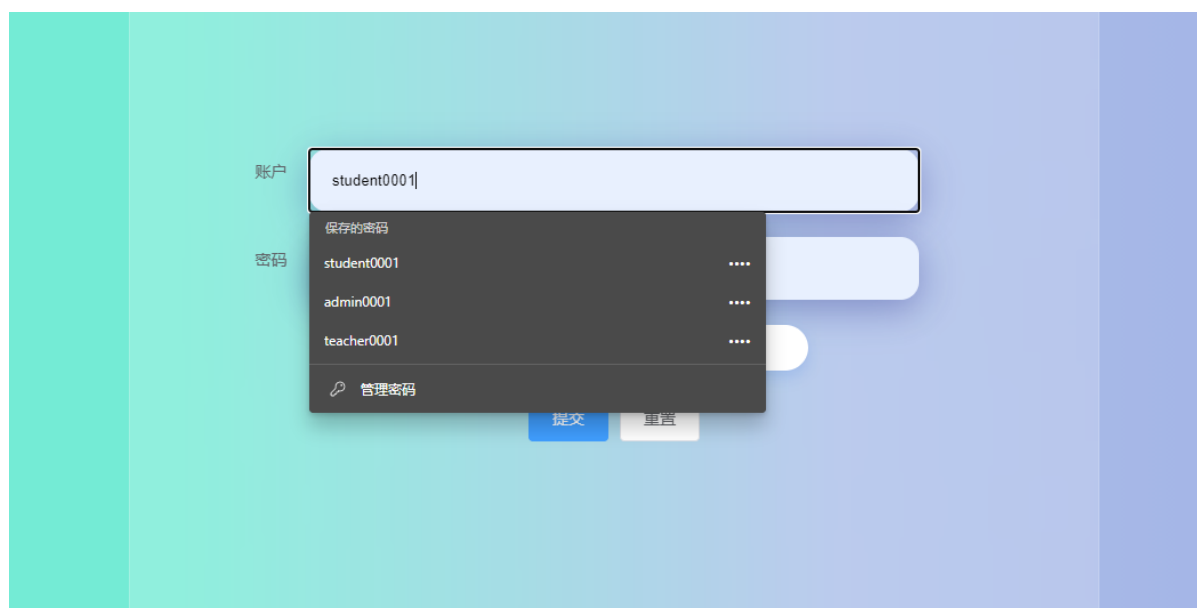 账户
student0001
保存的密码
密码
student0001 ••••
admin0001 ••••
teacher0001 ••••
管理密码
提交 重置